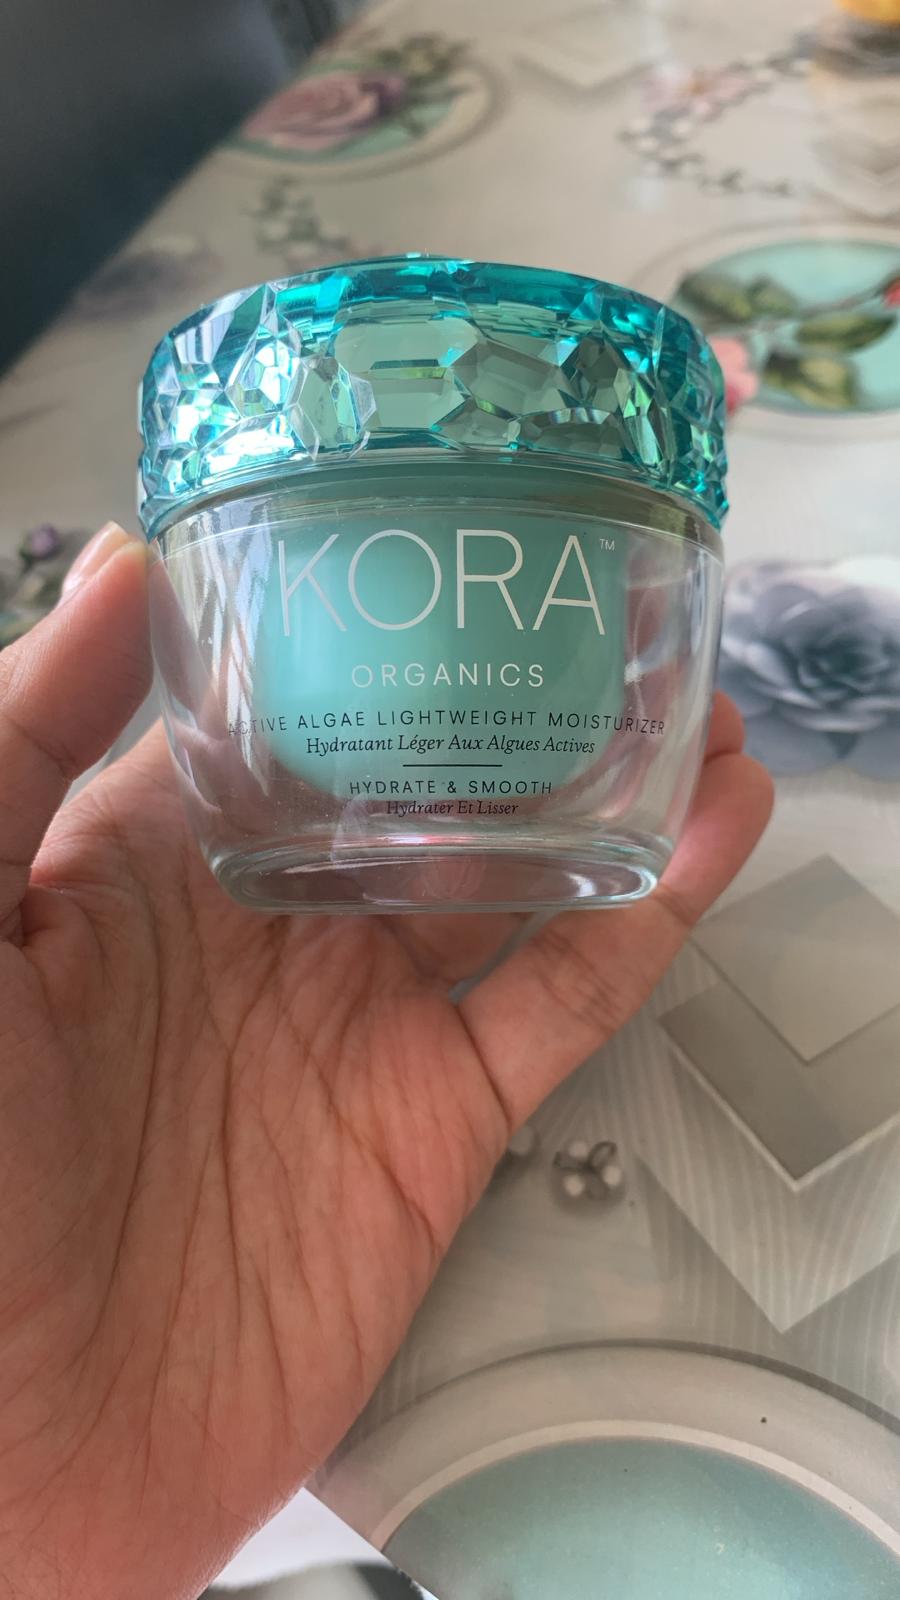 KORA™
ORGANICS
ACTIVE ALGAE LIGHTWEIGHT MOISTURIZER
Hydratant Léger Aux Algues Actives
HYDRATE & SMOOTH
Hydrater Et Lisser